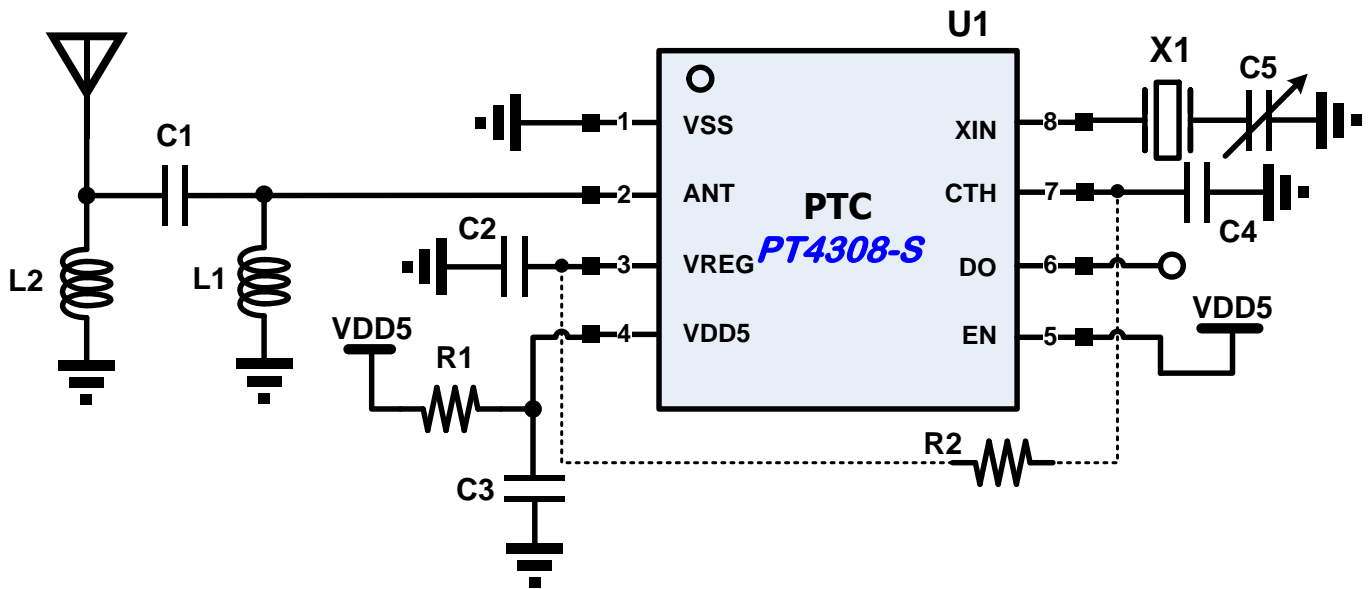 U1
X1
C5
C1
1
VSS
XIN
8
2
ANT
CTH
7
PTC
PT4308-S
C2
C4
L2
L1
3
VREG
DO
6
VDD5
R1
4
VDD5
EN
5
VDD5
R2
C3